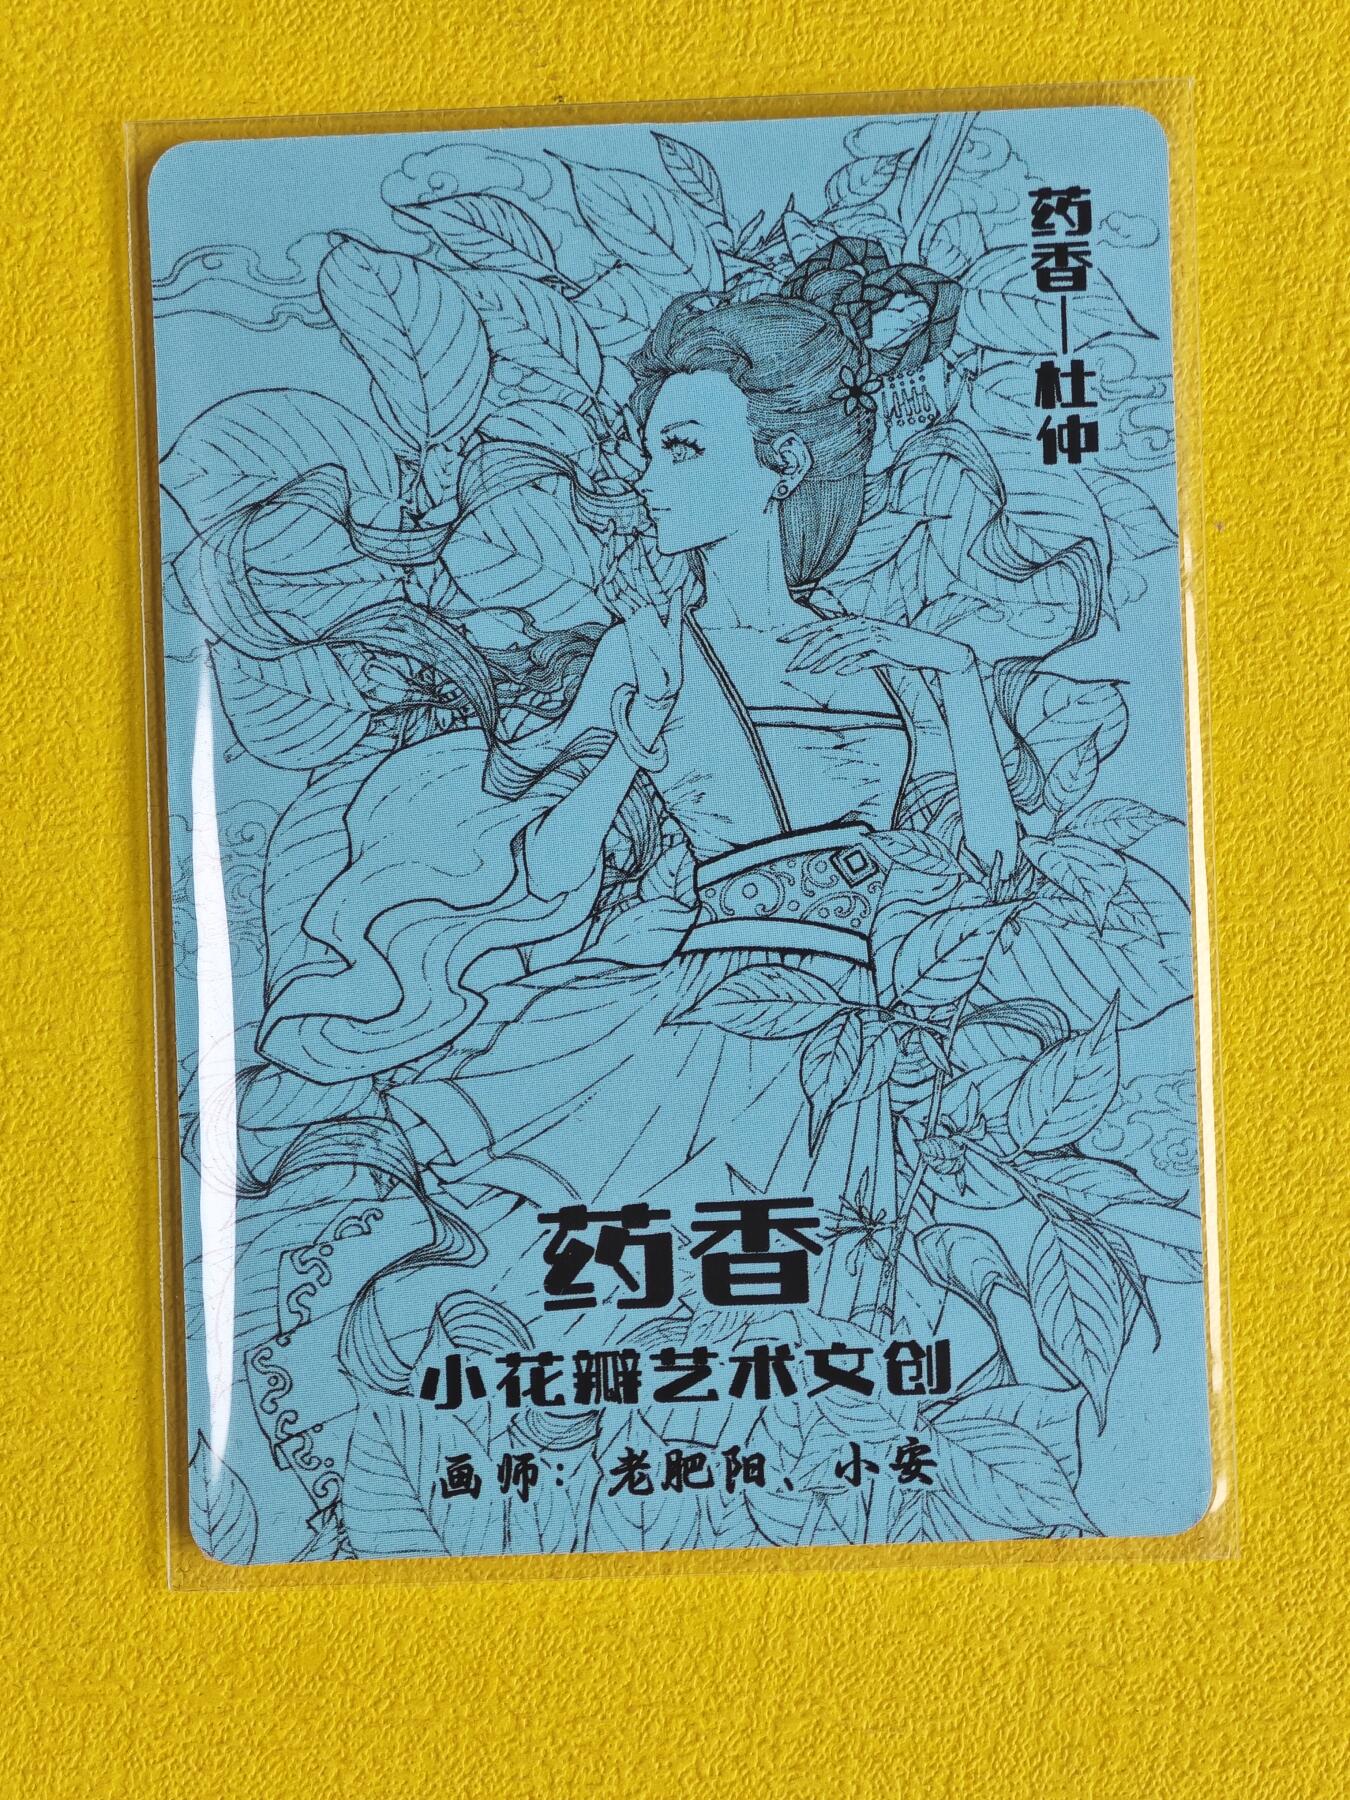 药香—杜仲
药香
小花瓣艺术文创
画师：老肥阳、小安